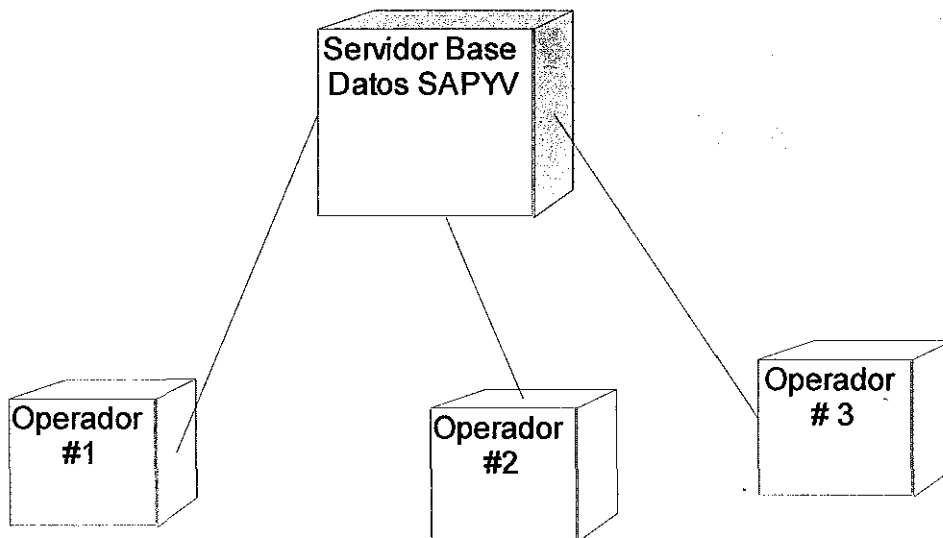 Servidor Base
Datos SAPYV
Operador
#1
Operador
#2
Operador
# 3